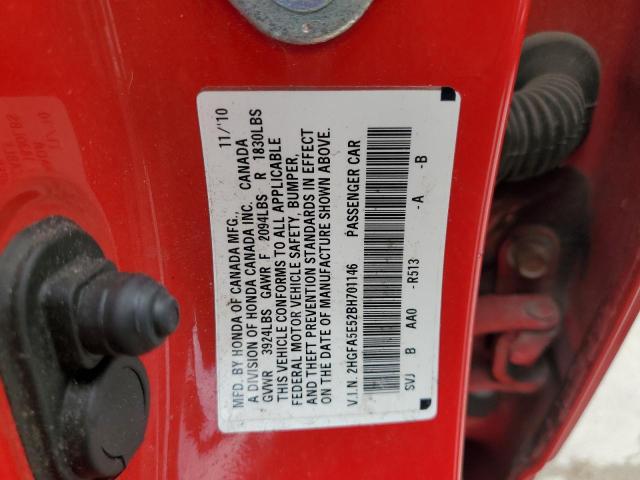 MFD. BY HONDA OF CANADA MFG., 11/'10
A DIVISION OF HONDA CANADA INC. CANADA
GVWR 3924LBS GAWR F 2094LBS R 1830LBS
THIS VEHICLE CONFORMS TO ALL APPLICABLE
FEDERAL MOTOR VEHICLE SAFETY, BUMPER,
AND THEFT PREVENTION STANDARDS IN EFFECT
ON THE DATE OF MANUFACTURE SHOWN ABOVE.
V.I.N. 2HGFA5E52BH701146 PASSENGER CAR
SVJ B AA0 -R513 -A -B